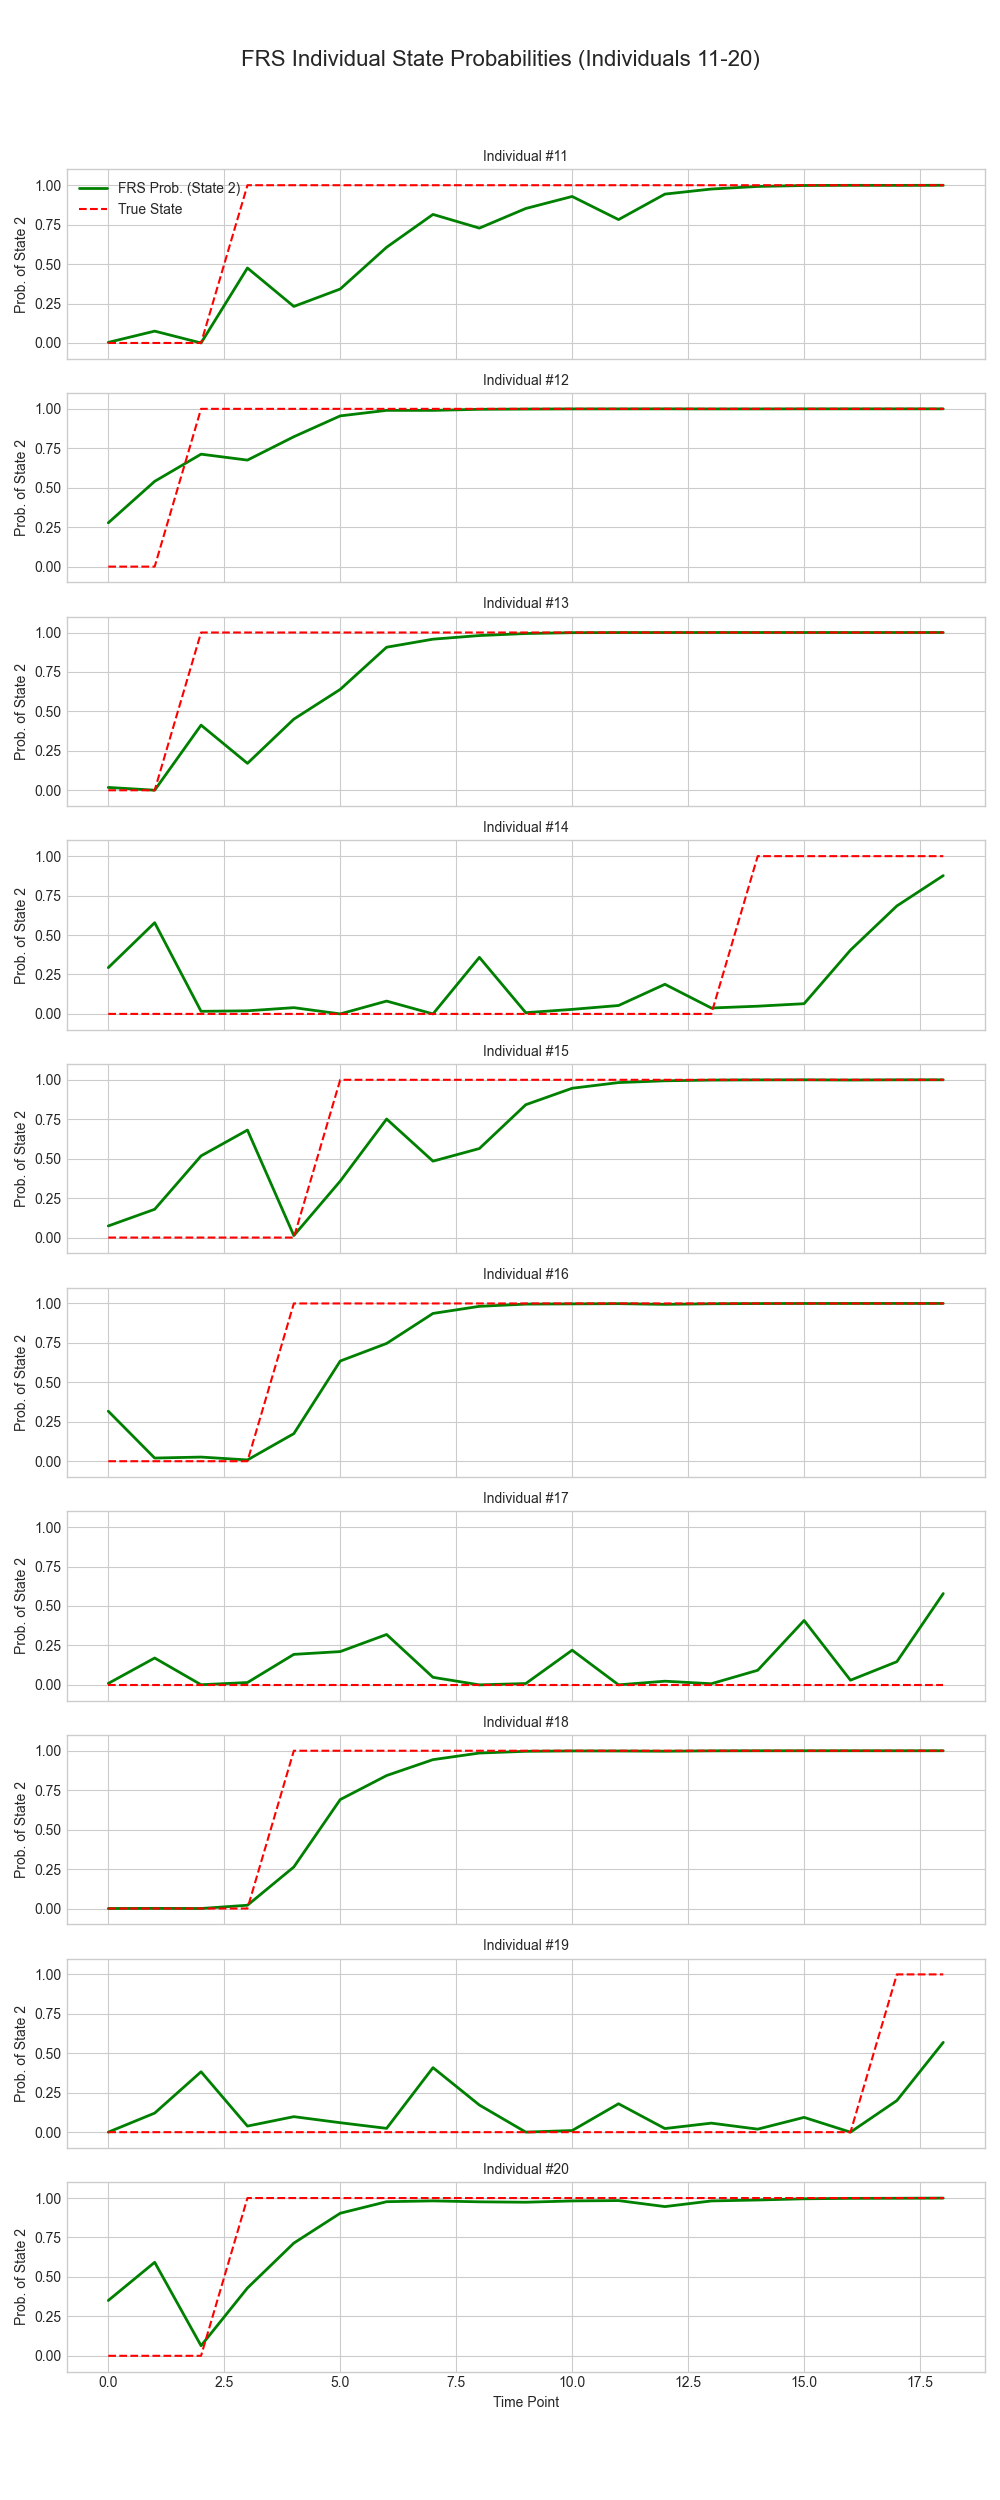 FRS Individual State Probabilities (Individuals 11-20)
Individual #11
1.00
0.75
0.50
0.25
0.00
Prob. of State 2
FRS Prob. (State 2)
True State
Individual #12
1.00
0.75
0.50
0.25
0.00
Prob. of State 2
Individual #13
1.00
0.75
0.50
0.25
0.00
Prob. of State 2
Individual #14
1.00
0.75
0.50
0.25
0.00
Prob. of State 2
Individual #15
1.00
0.75
0.50
0.25
0.00
Prob. of State 2
Individual #16
1.00
0.75
0.50
0.25
0.00
Prob. of State 2
Individual #17
1.00
0.75
0.50
0.25
0.00
Prob. of State 2
Individual #18
1.00
0.75
0.50
0.25
0.00
Prob. of State 2
Individual #19
1.00
0.75
0.50
0.25
0.00
Prob. of State 2
Individual #20
1.00
0.75
0.50
0.25
0.00
Prob. of State 2
0.0 2.5 5.0 7.5 10.0 12.5 15.0 17.5
Time Point